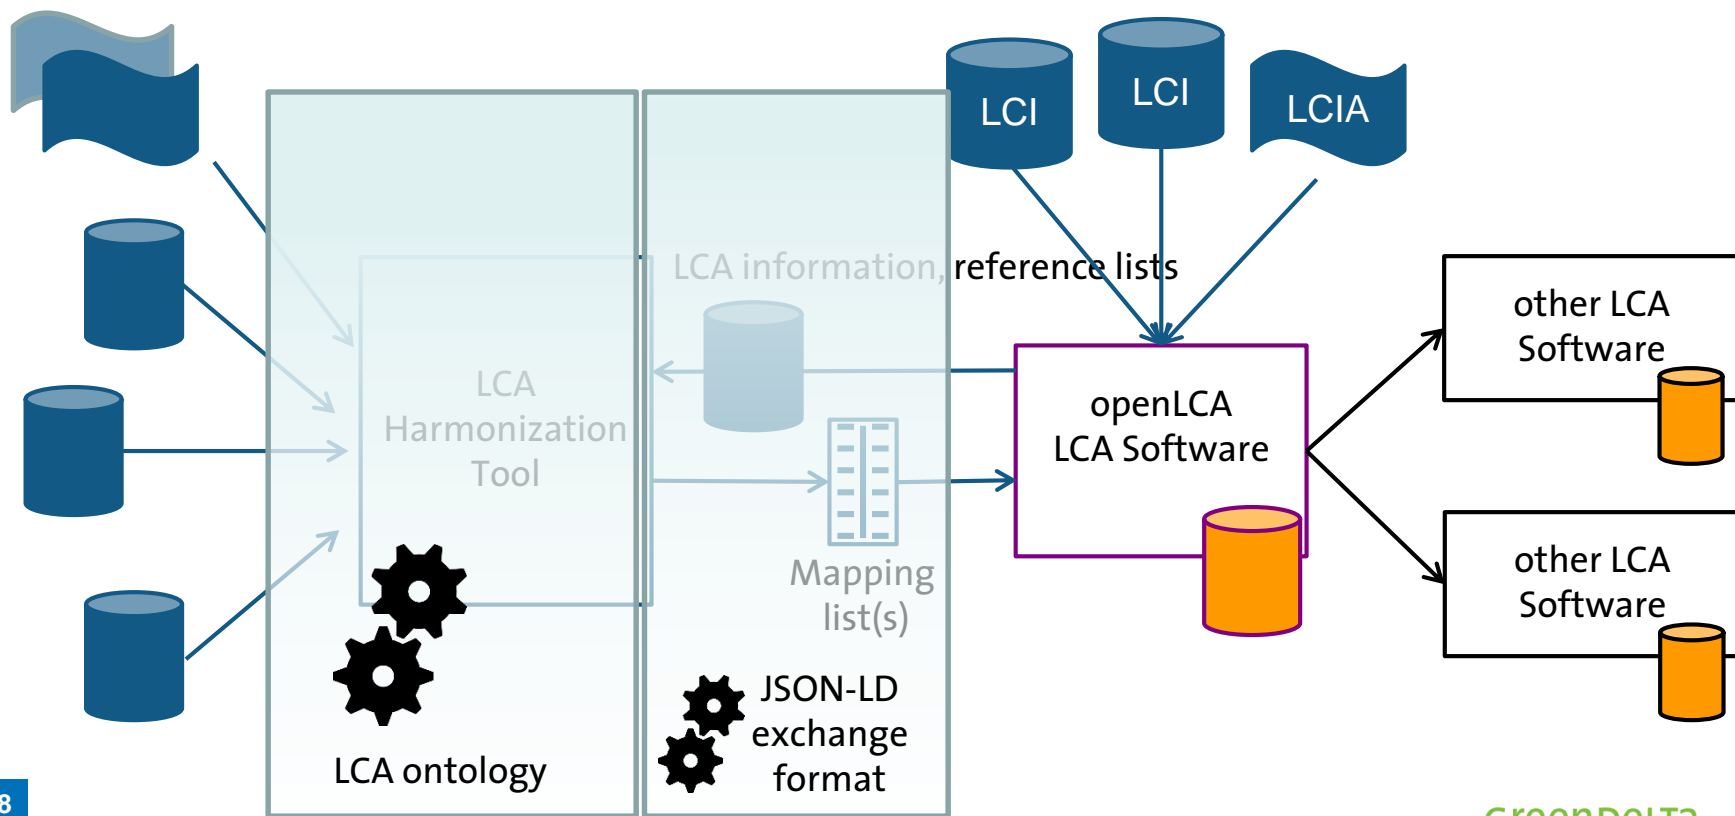 LCI
LCI
LCIA
LCA information, reference lists
other LCA
Software
LCA
Harmonization
Tool
openLCA
LCA Software
Mapping
list(s)
other LCA
Software
JSON-LD
exchange
format
LCA ontology
8
GreenDelta